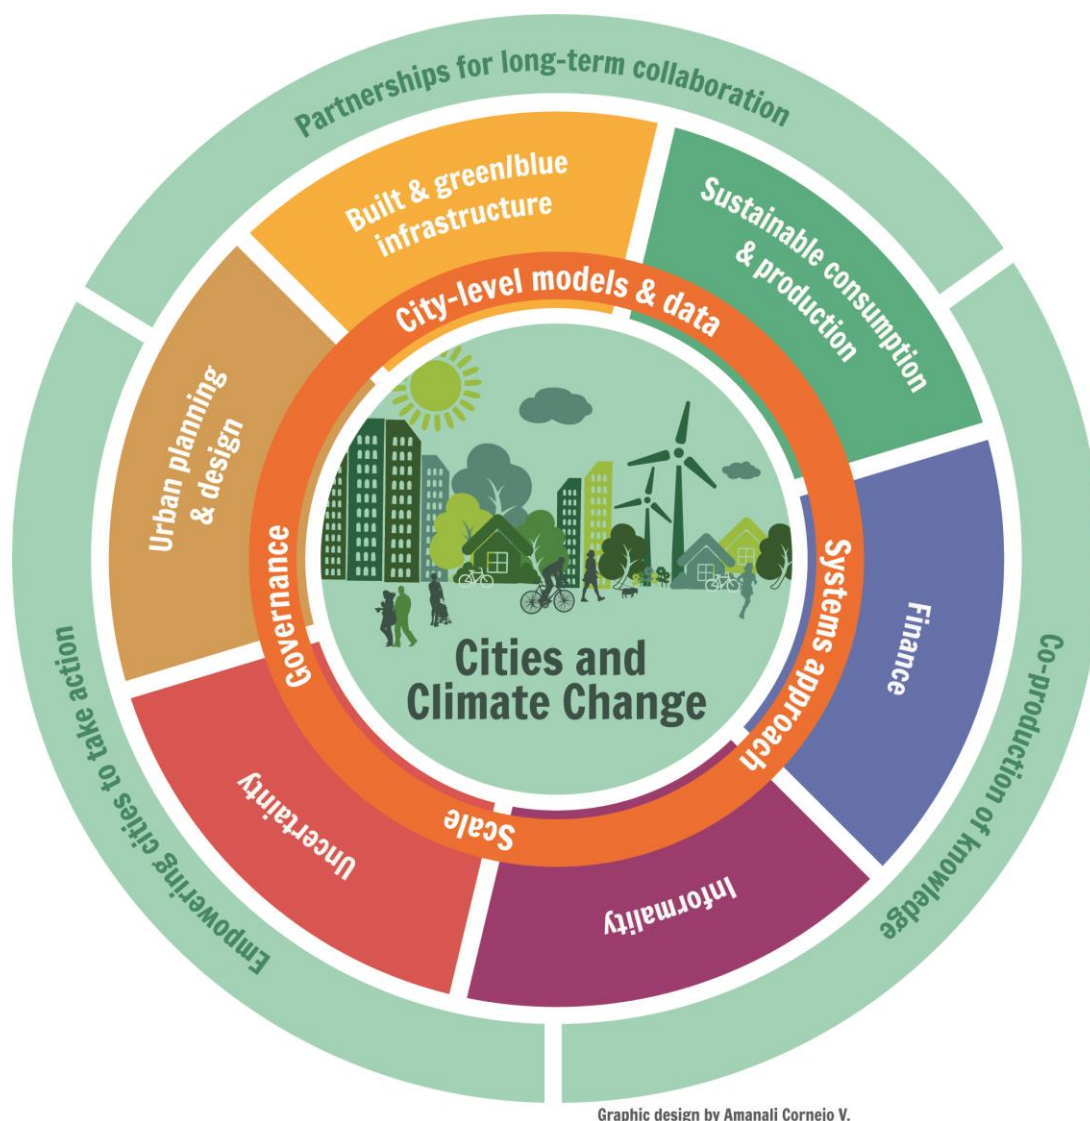 Partnerships for long-term collaboration
Built & green/blue
infrastructure
Sustainable consumption
& production
City-level models & data
Urban planning
& design
Governance
Systems approach
Finance
Cities and
Climate Change
Scale
Uncertainty
Informality
Empowering cities to take action
Co-production of knowledge
Graphic design by Amanali Cornejo V.